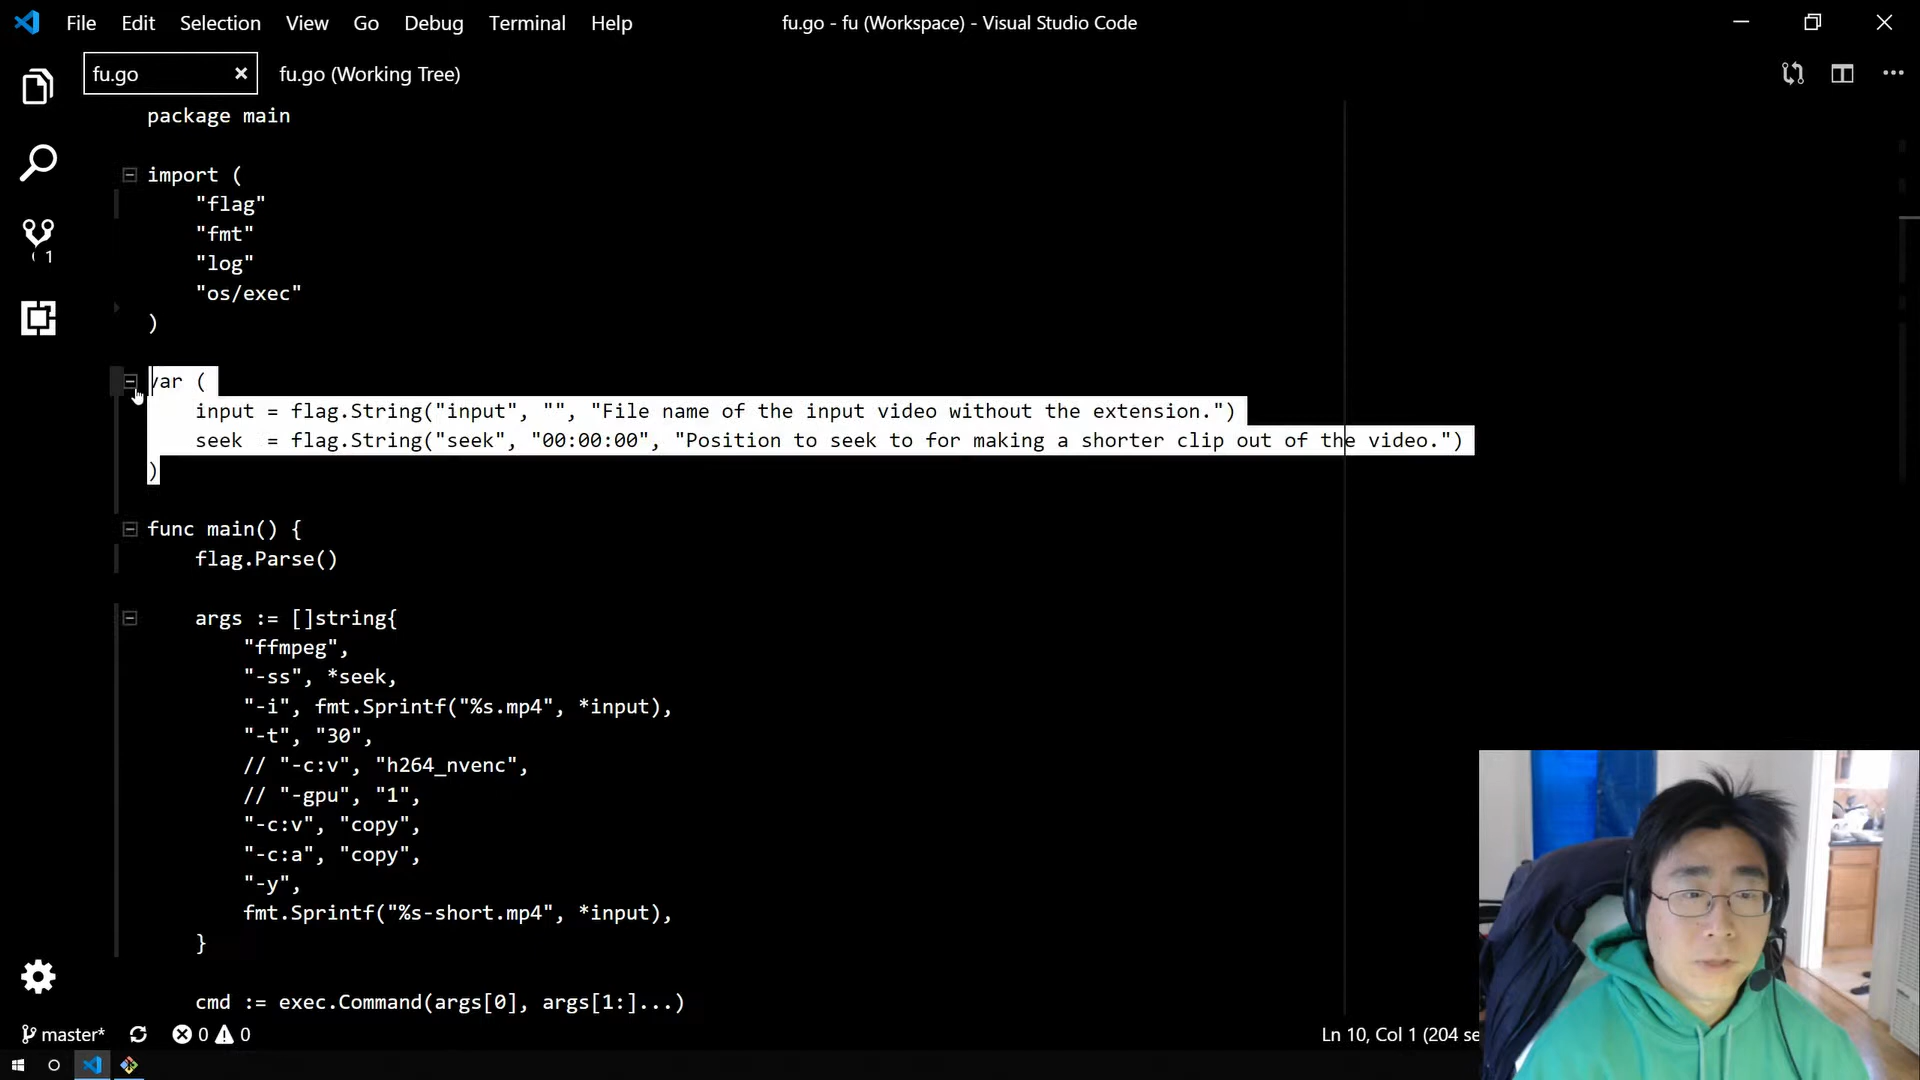 File Edit Selection View Go Debug Terminal Help fu.go - fu (Workspace) - Visual Studio Code
fu.go fu.go (Working Tree)
package main
import (
"flag"
"fmt"
"log"
"os/exec"
)
var (
input = flag.String("input", "", "File name of the input video without the extension.")
seek = flag.String("seek", "00:00:00", "Position to seek to for making a shorter clip out of the video.")
)
func main() {
flag.Parse()
args := []string{
"ffmpeg",
"-ss", *seek,
"-i", fmt.Sprintf("%s.mp4", *input),
"-t", "30",
// "-c:v", "h264_nvenc",
// "-gpu", "1",
"-c:v", "copy",
"-c:a", "copy",
"-y",
fmt.Sprintf("%s-short.mp4", *input),
}
cmd := exec.Command(args[0], args[1:]...)
1
master* 0 0 Ln 10, Col 1 (204 se